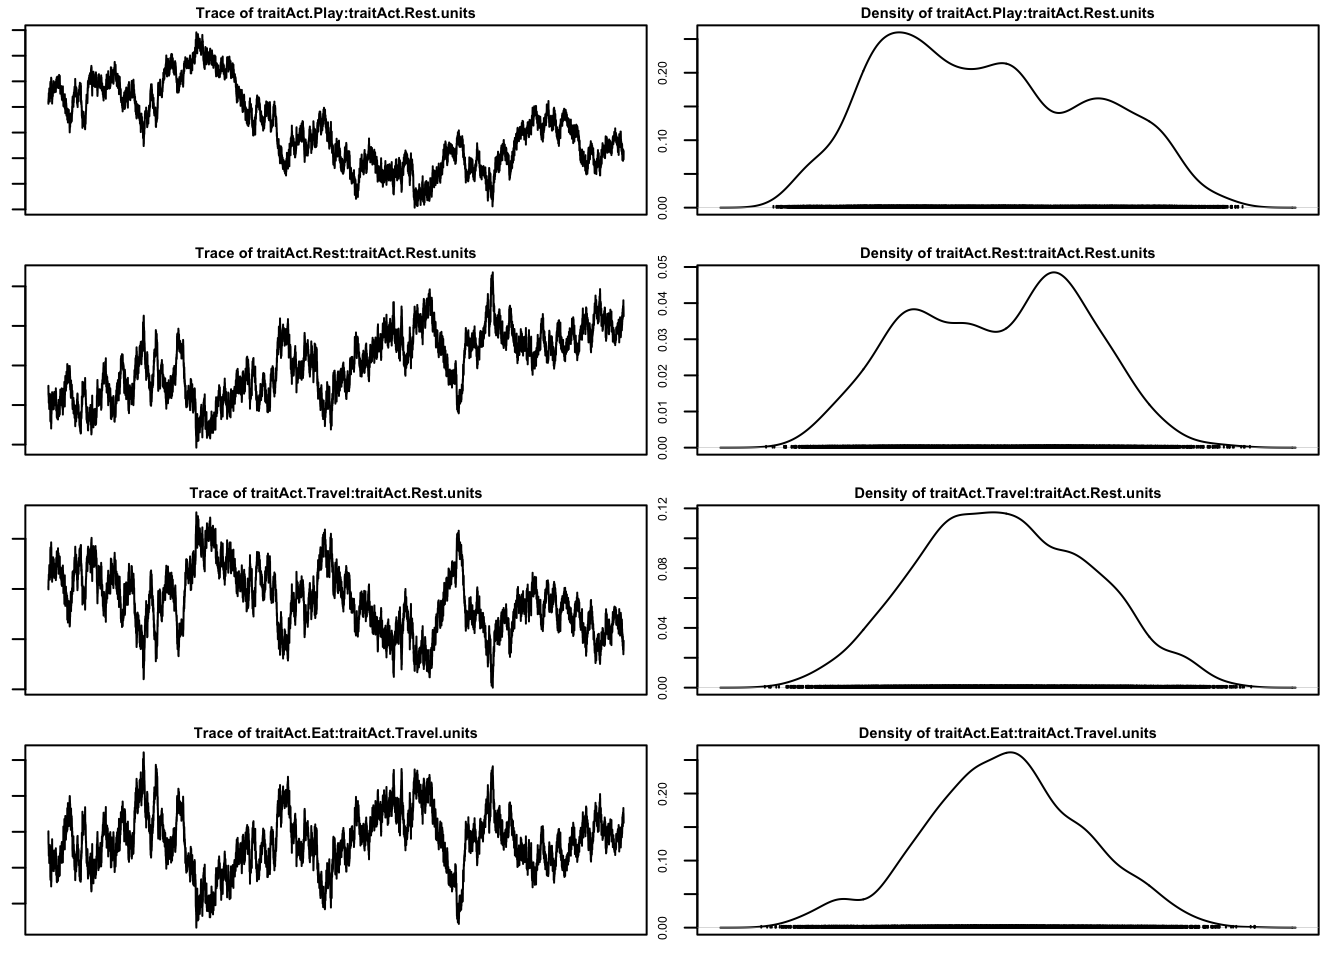 Trace of traitAct.Play:traitAct.Rest.units
Density of traitAct.Play:traitAct.Rest.units
0.20
0.10
0.00
Trace of traitAct.Rest:traitAct.Rest.units
Density of traitAct.Rest:traitAct.Rest.units
0.05
0.04
0.03
0.02
0.01
0.00
Trace of traitAct.Travel:traitAct.Rest.units
Density of traitAct.Travel:traitAct.Rest.units
0.12
0.08
0.04
0.00
Trace of traitAct.Eat:traitAct.Travel.units
Density of traitAct.Eat:traitAct.Travel.units
0.20
0.10
0.00